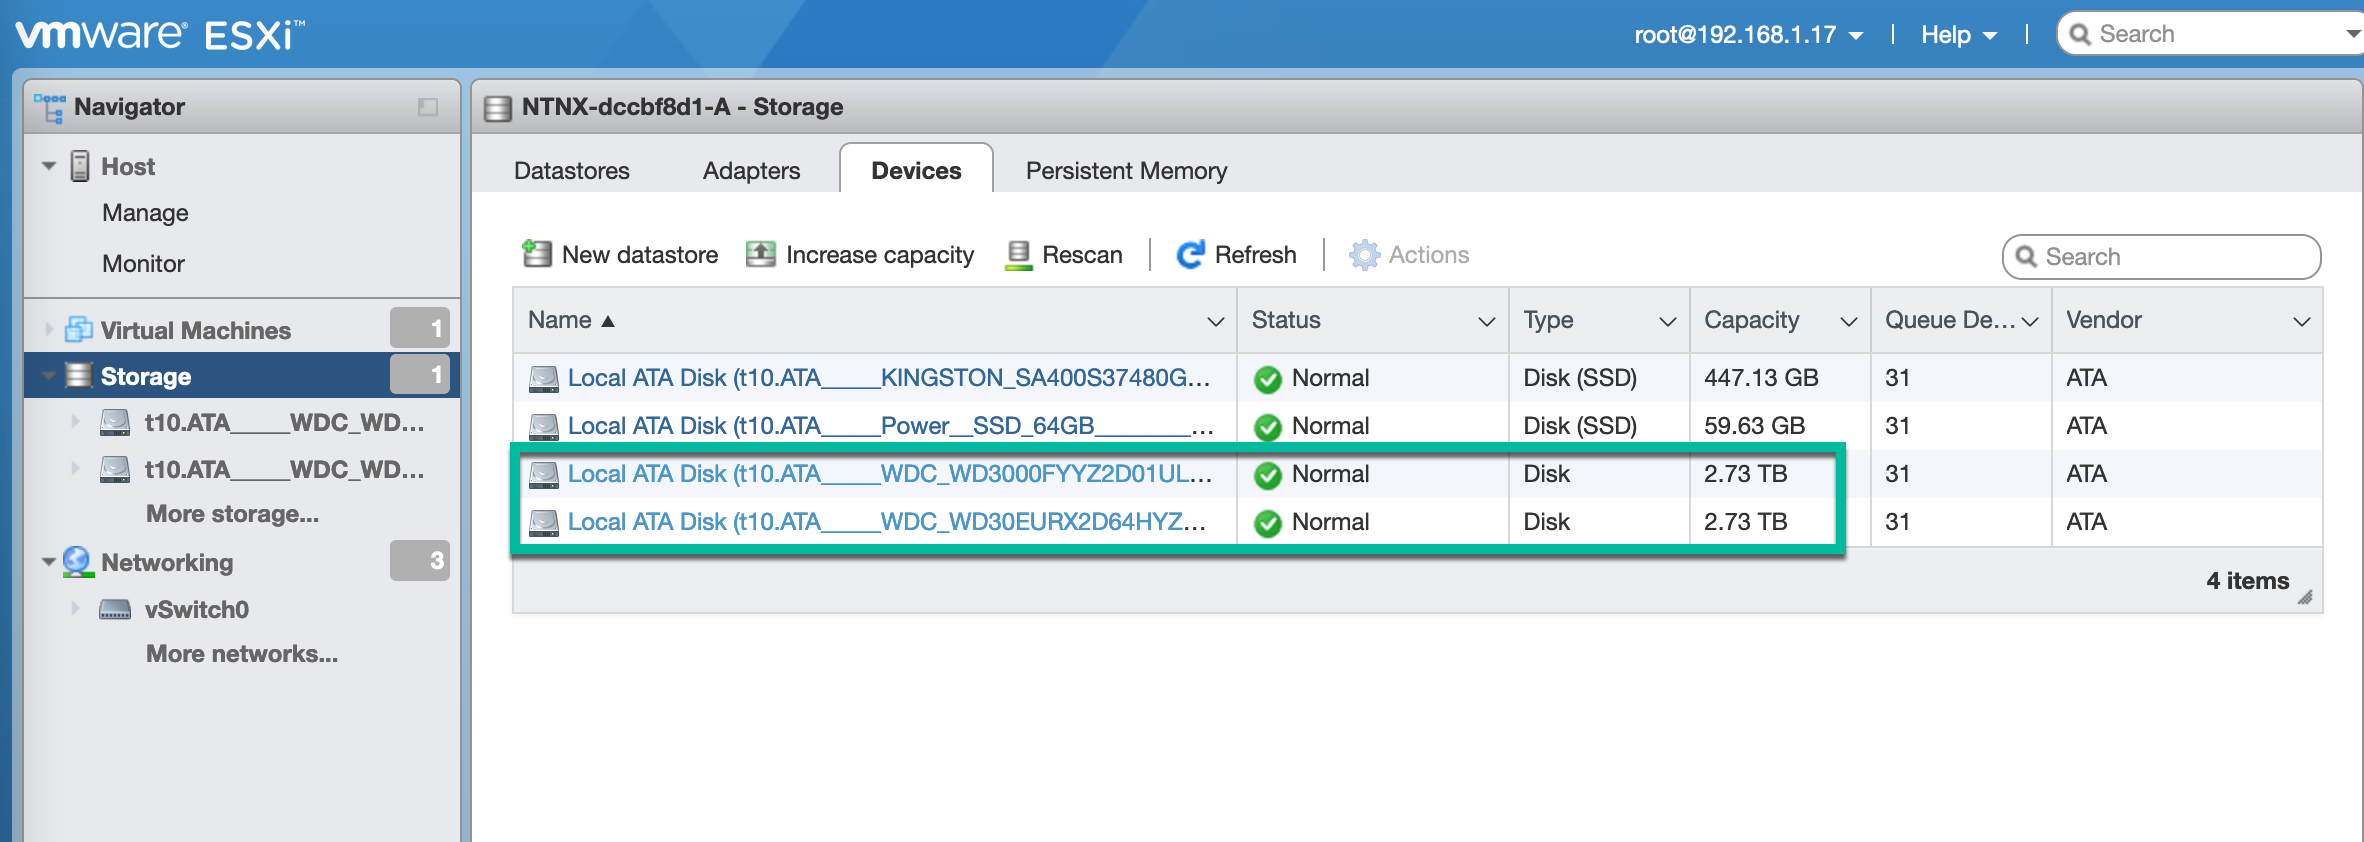 vmware® ESXi™
root@192.168.1.17 | Help | Search
Navigator
Host
Manage
Monitor
Virtual Machines 1
Storage 1
t10.ATA_____WDC_WD...
t10.ATA_____WDC_WD...
More storage...
Networking 3
vSwitch0
More networks...
NTNX-dccbf8d1-A - Storage
Datastores Adapters Devices Persistent Memory
New datastore Increase capacity Rescan | Refresh | Actions Search
Name ▲ Status Type Capacity Queue De... Vendor
Local ATA Disk (t10.ATA_____KINGSTON_SA400S37480G... Normal Disk (SSD) 447.13 GB 31 ATA
Local ATA Disk (t10.ATA_____Power__SSD_64GB________... Normal Disk (SSD) 59.63 GB 31 ATA
Local ATA Disk (t10.ATA_____WDC_WD3000FYYZ2D01UL... Normal Disk 2.73 TB 31 ATA
Local ATA Disk (t10.ATA_____WDC_WD30EURX2D64HYZ... Normal Disk 2.73 TB 31 ATA
4 items